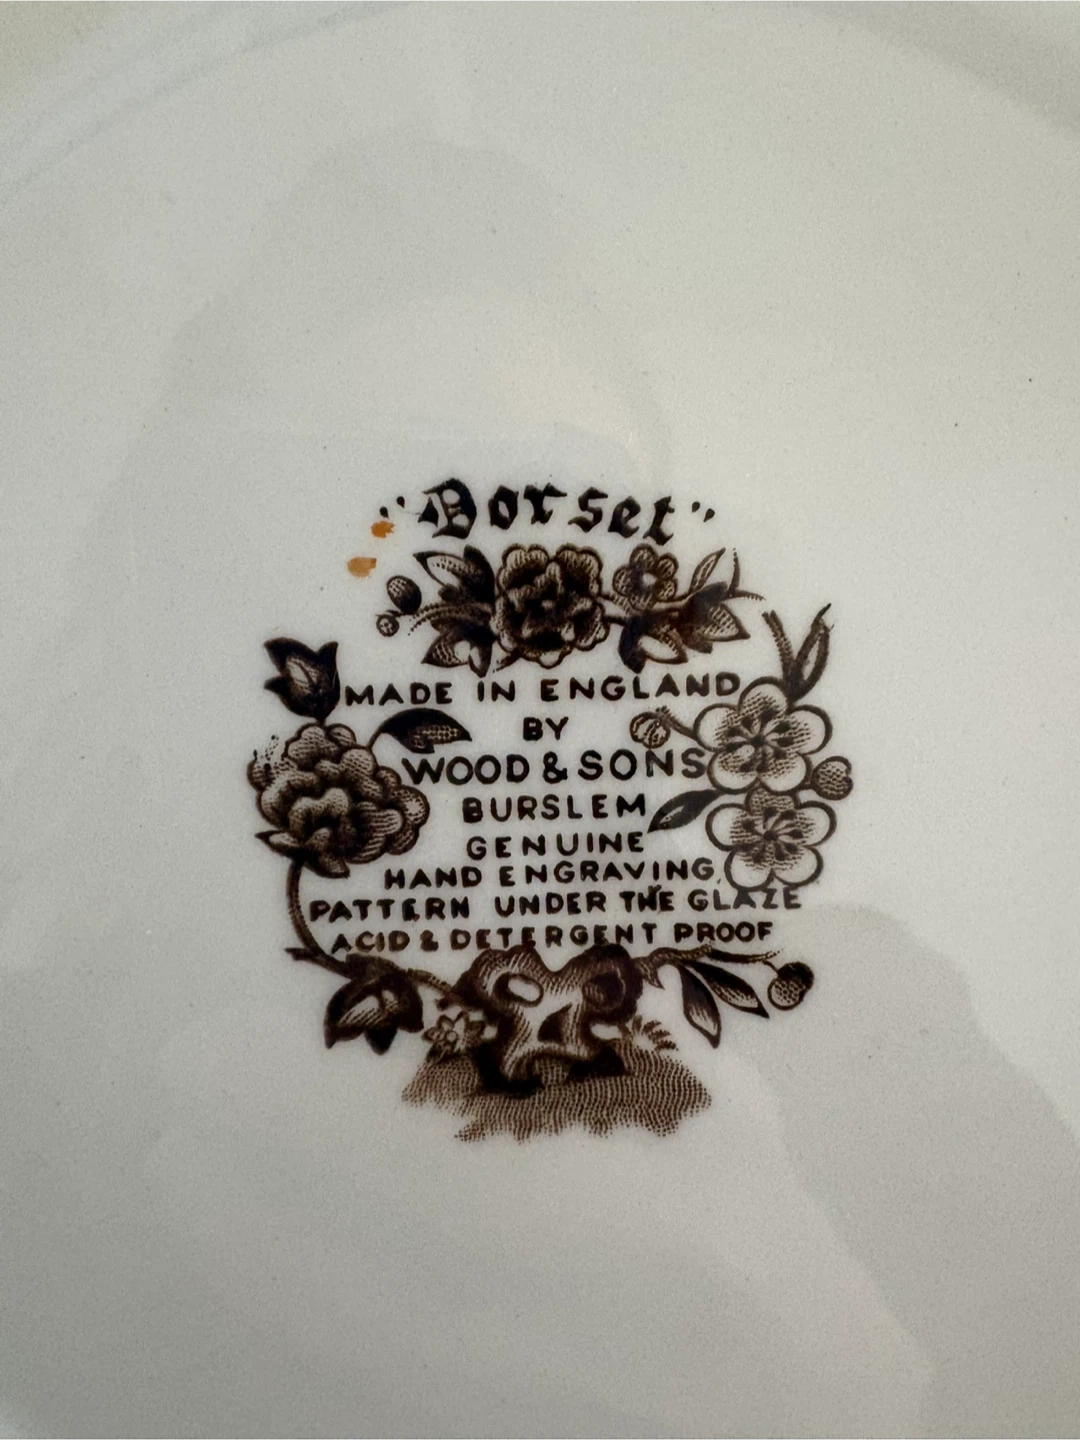 "Dorset"
MADE IN ENGLAND
BY
WOOD & SONS
BURSLEM
GENUINE
HAND ENGRAVING,
PATTERN UNDER THE GLAZE
ACID & DETERGENT PROOF